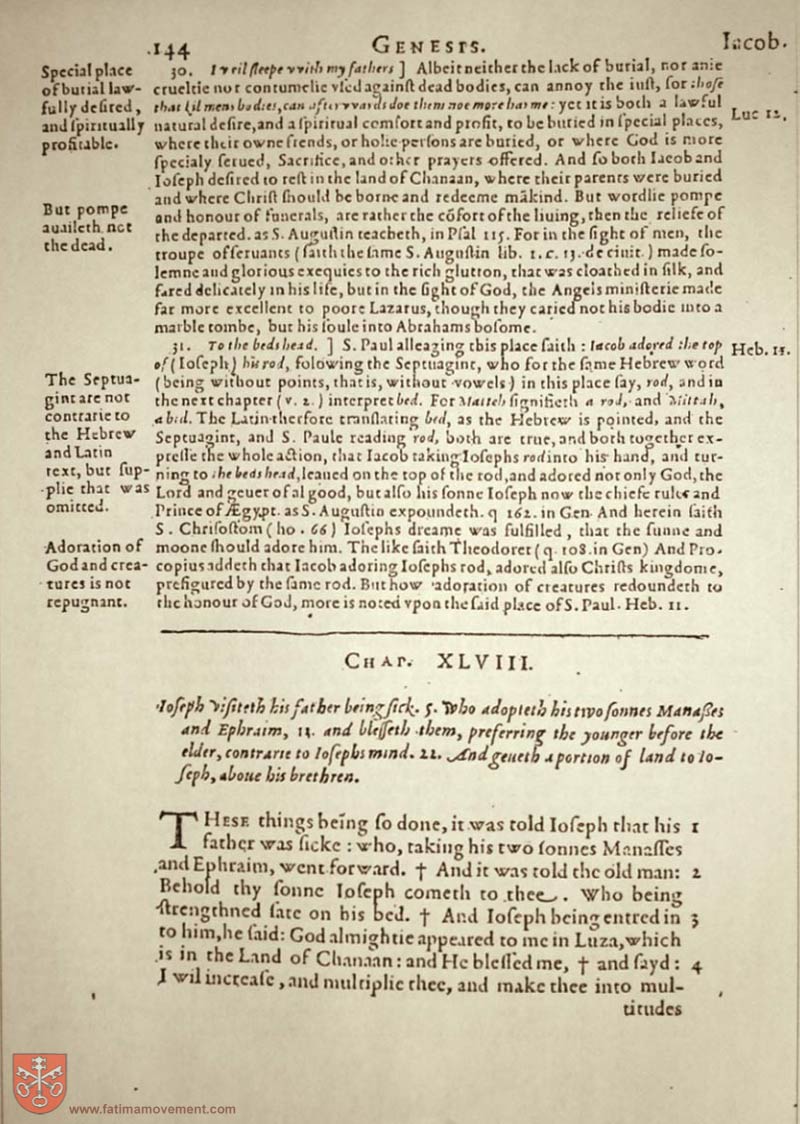 144 GENESIS. Iacob.
Special place
of burial law-
fully desired,
and spiritually
profitable.
30. I wil sleepe with my fathers ] Albeit neither the lack of burial, nor anie
crueltie nor contumelie vsed against dead bodies, can annoy the iust, for those
that kil mens bodies, can afterwards doe them noe more harme: yet it is both a lawful
natural desire, and a spiritual comfort and profit, to be buried in special places,
where their owne frends, or holie persons are buried, or where God is more
specialy serued, Sacrifice, and other prayers offered. And so both Iacob and
Ioseph desired to rest in the land of Chanaan, where their parents were buried
and where Christ should be borne and redeeme mākind. But wordlie pompe
and honour of funerals, are rather the cōfort of the liuing, then the reliefe of
the departed. as S. Augustin teacheth, in Psal 115. For in the sight of men, the
troupe of seruants (saith the same S. Augustin lib. 1. c. 13. de ciuit.) made so-
lemne and glorious exequies to the rich glutton, that was cloathed in silk, and
fared delicately in his life, but in the sight of God, the Angels ministerie made
far more excellent to poore Lazarus, though they caried not his bodie into a
marble tombe, but his soule into Abrahams bosome.
Luc 12.
But pompe
auaileth not
the dead.
31. To the beds head. ] S. Paul alleaging this place saith: Iacob adored the top
of (Ioseph) his rod, folowing the Septuagint, who for the same Hebrew word
(being without points, that is, without vowels) in this place say, rod, and in
the next chapter (v. 2.) interpret bed. For Matteh signifieth a rod, and Mittah,
a bed. The Latin therfore translating bed, as the Hebrew is pointed, and the
Septuagint, and S. Paule reading rod, both are true, and both together ex-
presse the whole action, that Iacob taking Iosephs rod into his hand, and tur-
ning to the beds head, leaned on the top of the rod, and adored not only God, the
Lord and geuer of al good, but also his sonne Ioseph now the chiefe ruler and
Prince of Ægypt. as S. Augustin expoundeth. q 162. in Gen. And herein saith
S. Chrisostom (ho. 66) Iosephs dreame was fulfilled, that the sunne and
moone should adore him. The like saith Theodoret (q 108. in Gen) And Pro-
copius addeth that Iacob adoring Iosephs rod, adored also Christs kingdome,
prefigured by the same rod. But how adoration of creatures redoundeth to
the honour of God, more is noted vpon the said place of S. Paul. Heb. 11.
Heb. 11.
The Septua-
gint are not
contrarie to
the Hebrew
and Latin
text, but sup-
plie that was
omitted.
Adoration of
God and crea-
tures is not
repugnant.
CHAP. XLVIII.
Ioseph visiteth his father being sick. 5. Who adopteth his two sonnes Manasses
and Ephraim, 13. and blesseth them, preferring the younger before the
elder, contrarie to Iosephs mind. 22. And geueth a portion of land to Io-
seph, aboue his brethren.
THESE things being so done, it was told Ioseph that his 1
father was sicke: who, taking his two sonnes Manasses
and Ephraim, went forward. † And it was told the old man: 2
Behold thy sonne Ioseph cometh to thee. Who being
strengthned sate on his bed. † And Ioseph being entred in 3
to him, he said: God almightie appeared to me in Luza, which
is in the Land of Chanaan: and He blessed me, † and sayd: 4
I wil increase, and multiplie thee, and make thee into mul-
titudes
www.fatimamovement.com